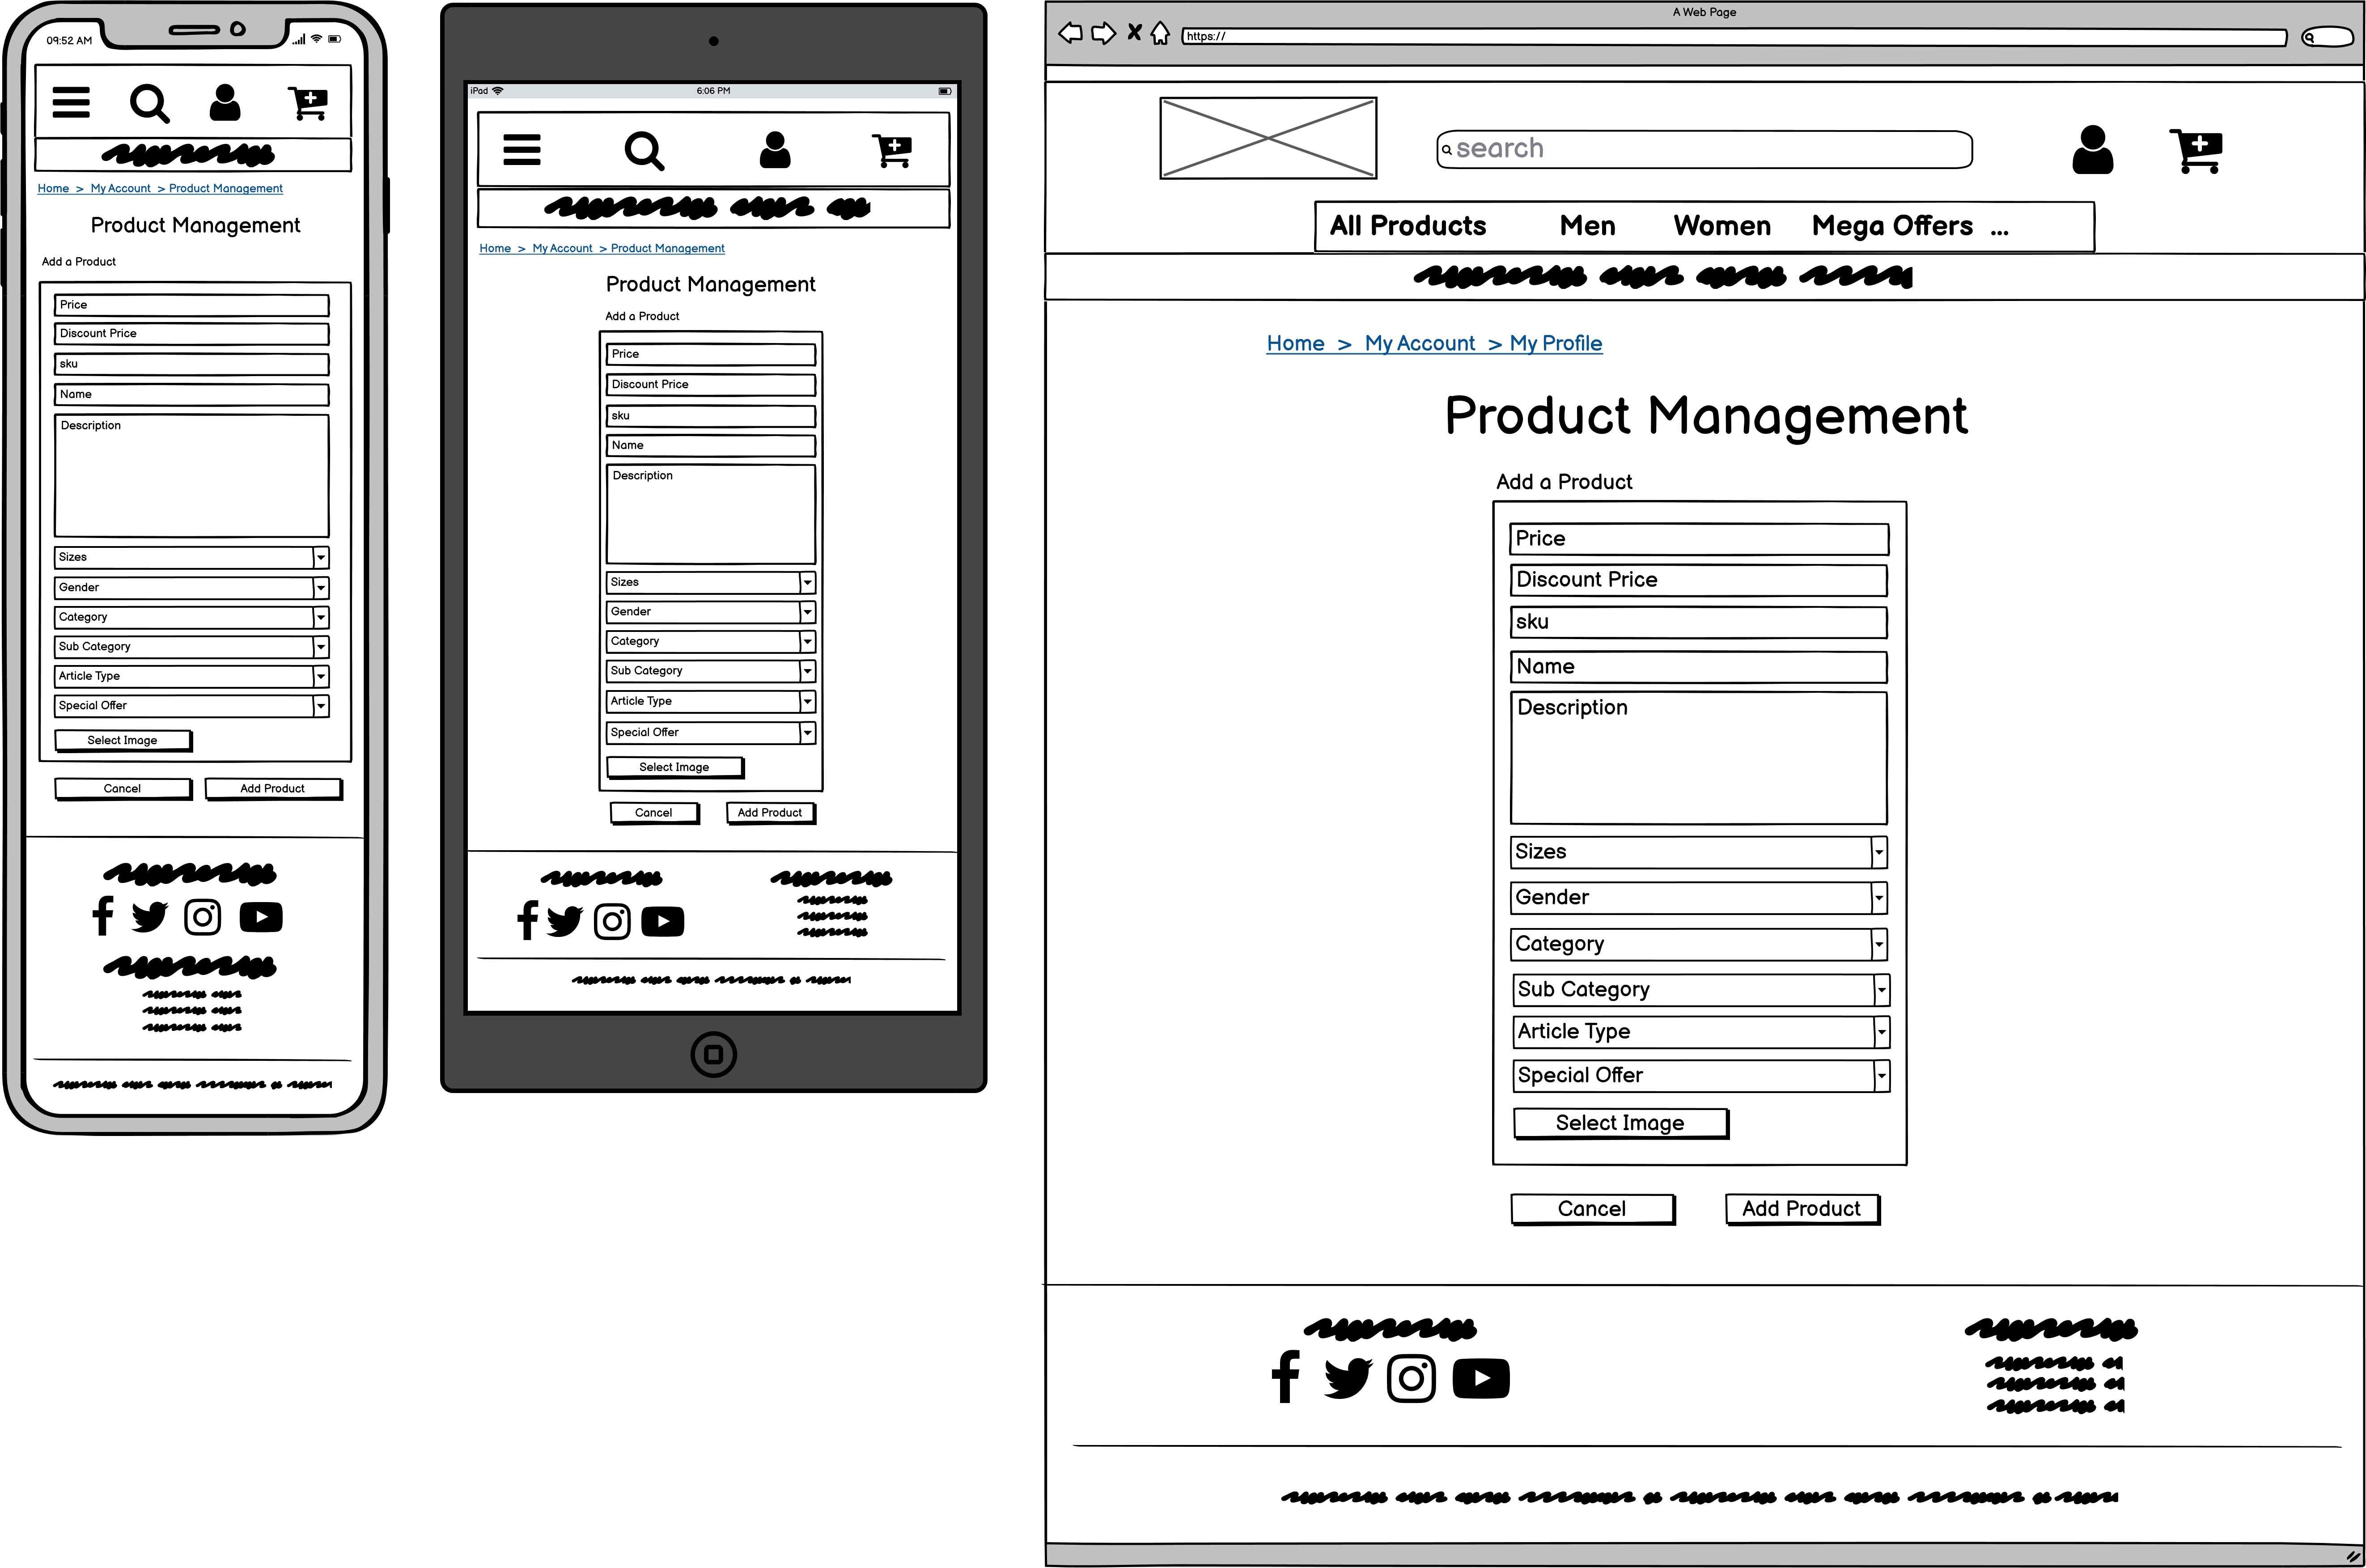 09:52 AM
Home > My Account > Product Management
Product Management
Add a Product
Price
Discount Price
sku
Name
Description
Sizes
Gender
Category
Sub Category
Article Type
Special Offer
Select Image
Cancel Add Product
iPad 6:06 PM
Home > My Account > Product Management
Product Management
Add a Product
Price
Discount Price
sku
Name
Description
Sizes
Gender
Category
Sub Category
Article Type
Special Offer
Select Image
Cancel Add Product
A Web Page
https://
search
All Products Men Women Mega Offers ...
Home > My Account > My Profile
Product Management
Add a Product
Price
Discount Price
sku
Name
Description
Sizes
Gender
Category
Sub Category
Article Type
Special Offer
Select Image
Cancel Add Product